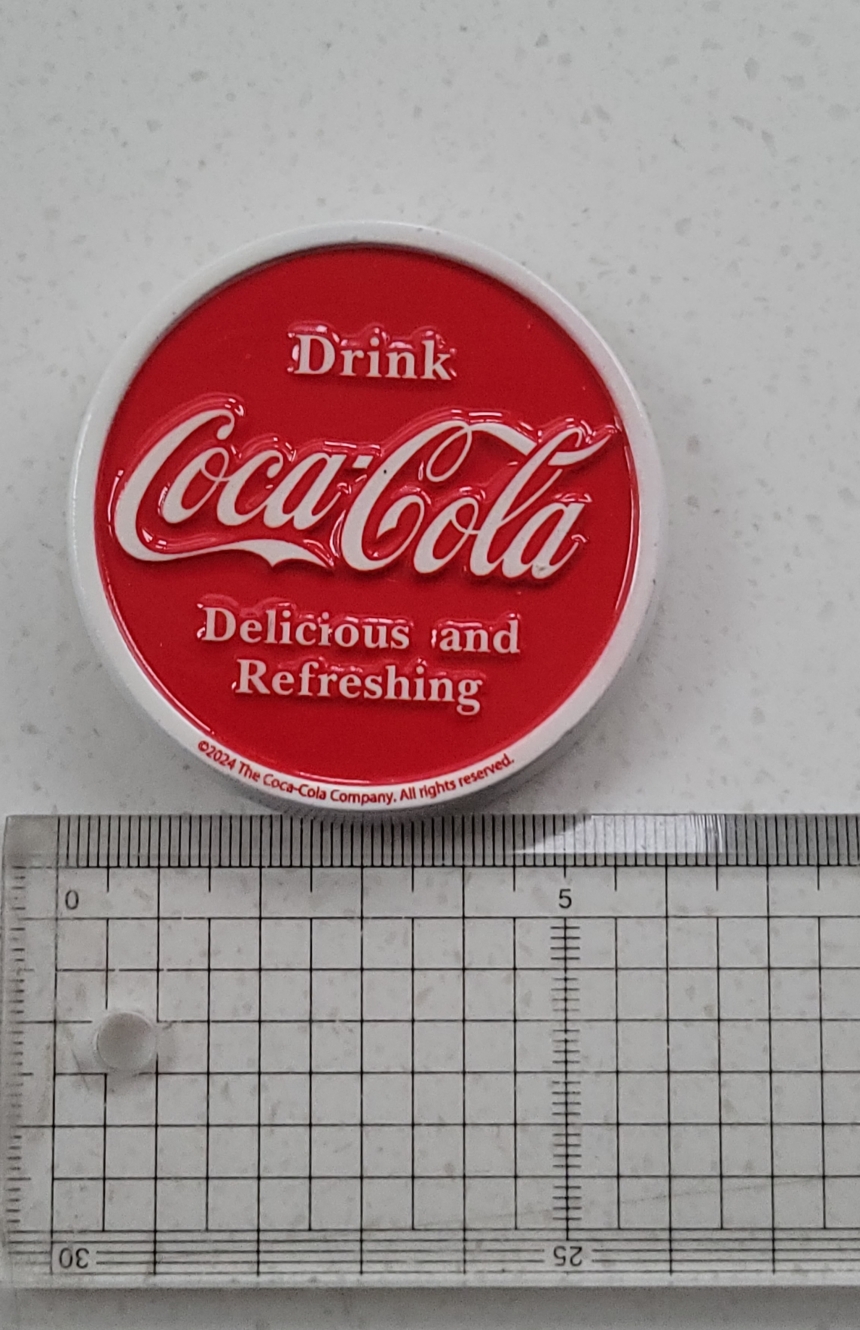 Drink
Coca-Cola
Delicious and
Refreshing
©2024 The Coca-Cola Company. All rights reserved.
0 5
30 25